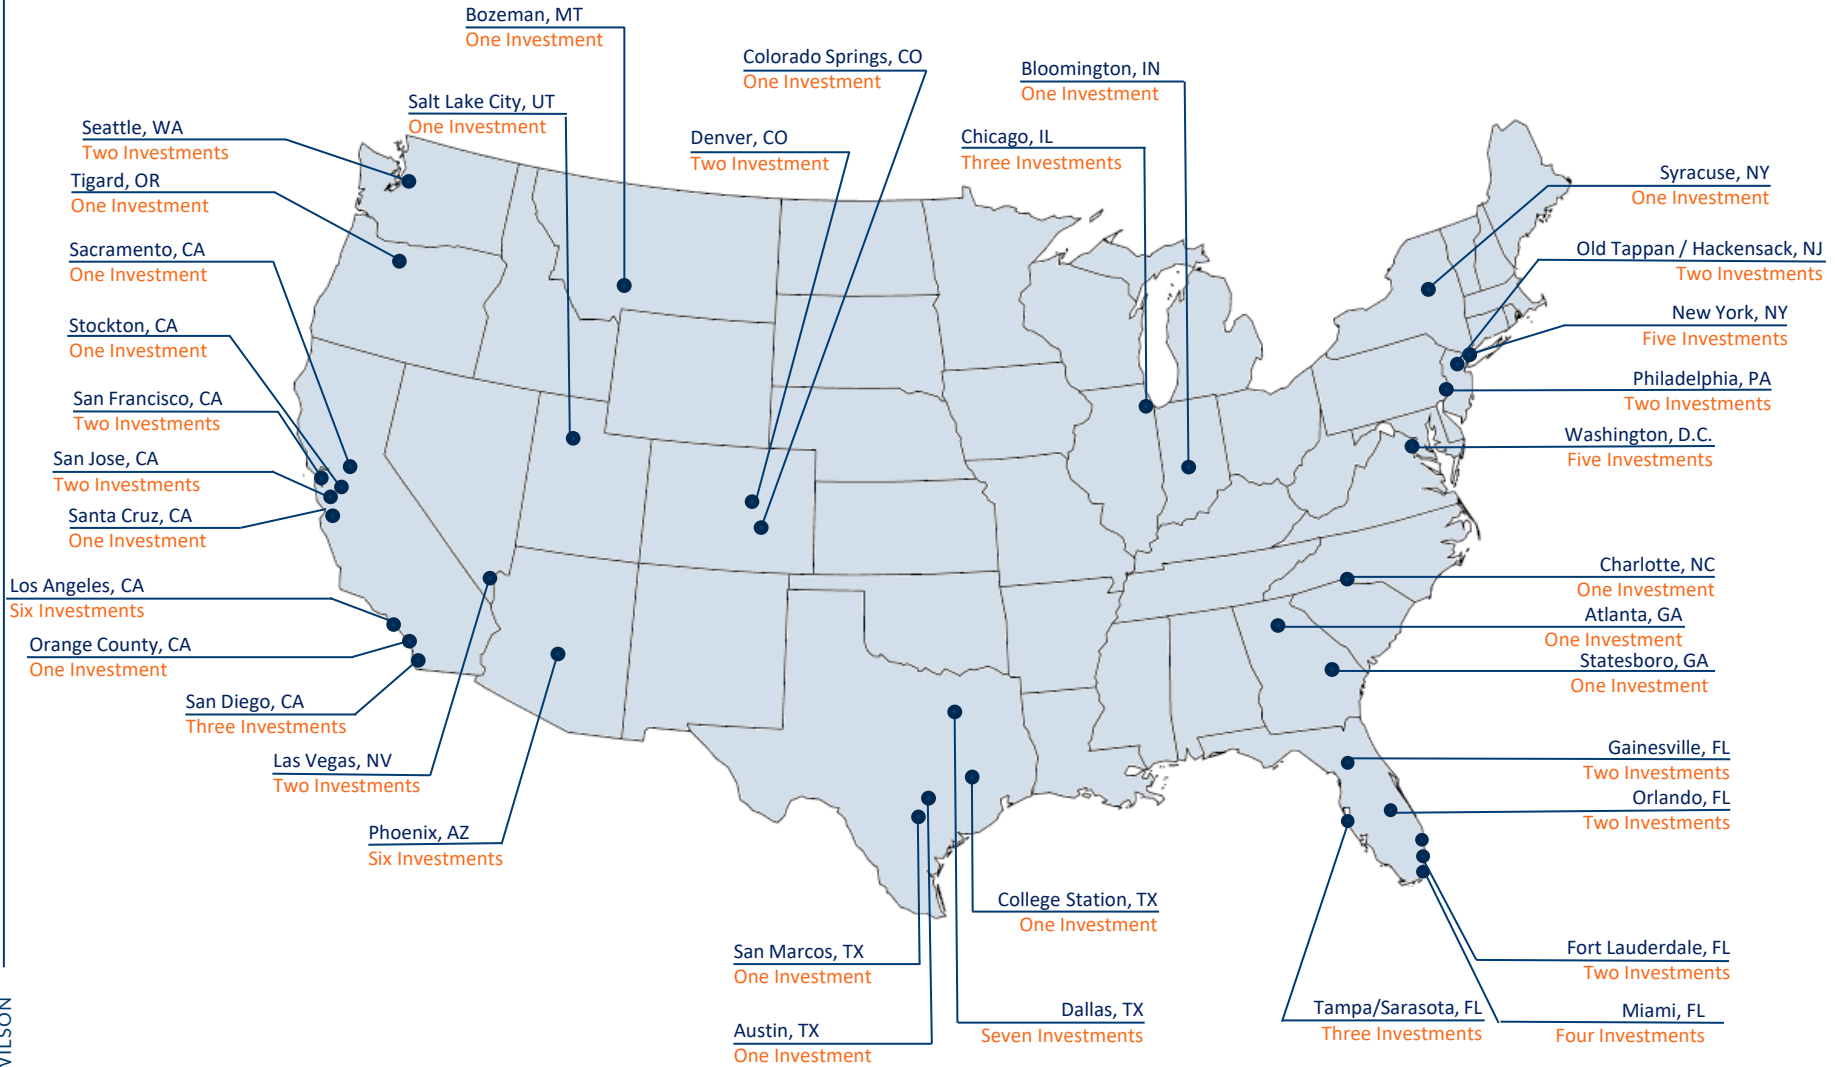 Bozeman, MT
One Investment
Colorado Springs, CO
One Investment
Bloomington, IN
One Investment
Salt Lake City, UT
One Investment
Seattle, WA
Two Investments
Denver, CO
Two Investment
Chicago, IL
Three Investments
Tigard, OR
One Investment
Syracuse, NY
One Investment
Sacramento, CA
One Investment
Old Tappan / Hackensack, NJ
Two Investments
Stockton, CA
One Investment
New York, NY
Five Investments
San Francisco, CA
Two Investments
Philadelphia, PA
Two Investments
San Jose, CA
Two Investments
Washington, D.C.
Five Investments
Santa Cruz, CA
One Investment
Los Angeles, CA
Six Investments
Charlotte, NC
One Investment
Orange County, CA
One Investment
Atlanta, GA
One Investment
Statesboro, GA
One Investment
San Diego, CA
Three Investments
Las Vegas, NV
Two Investments
Gainesville, FL
Two Investments
Orlando, FL
Two Investments
Phoenix, AZ
Six Investments
College Station, TX
One Investment
San Marcos, TX
One Investment
Fort Lauderdale, FL
Two Investments
Austin, TX
One Investment
Dallas, TX
Seven Investments
Tampa/Sarasota, FL
Three Investments
Miami, FL
Four Investments